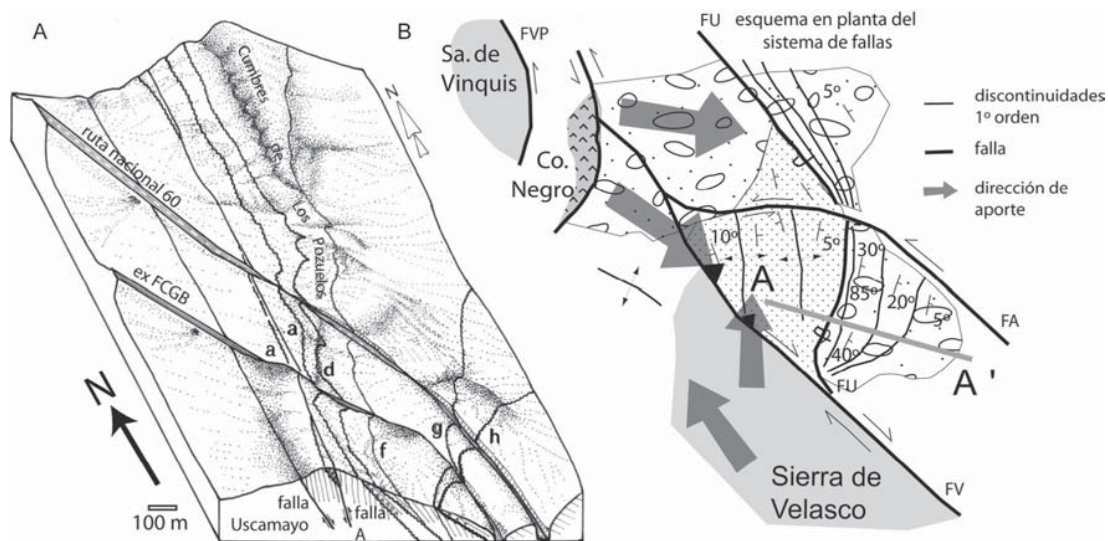 A
Cumbres
de
Los
Pozuelos
ruta nacional 60
ex FCGB
a
a
d
f
g
h
N
100 m
falla
Uscamayo
falla
A
B
N
Sa. de
Vinquis
FVP
FU
esquema en planta del
sistema de fallas
5º
discontinuidades
1º orden
falla
dirección de
aporte
Co.
Negro
10º
5º
30º
A
85º
20º
5º
40º
FU
FA
A'
Sierra de
Velasco
FV